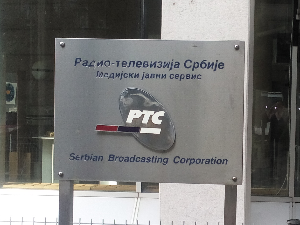 Радио-телевизија Србије
Медијски јавни сервис
РТС
Serbian Broadcasting Corporation